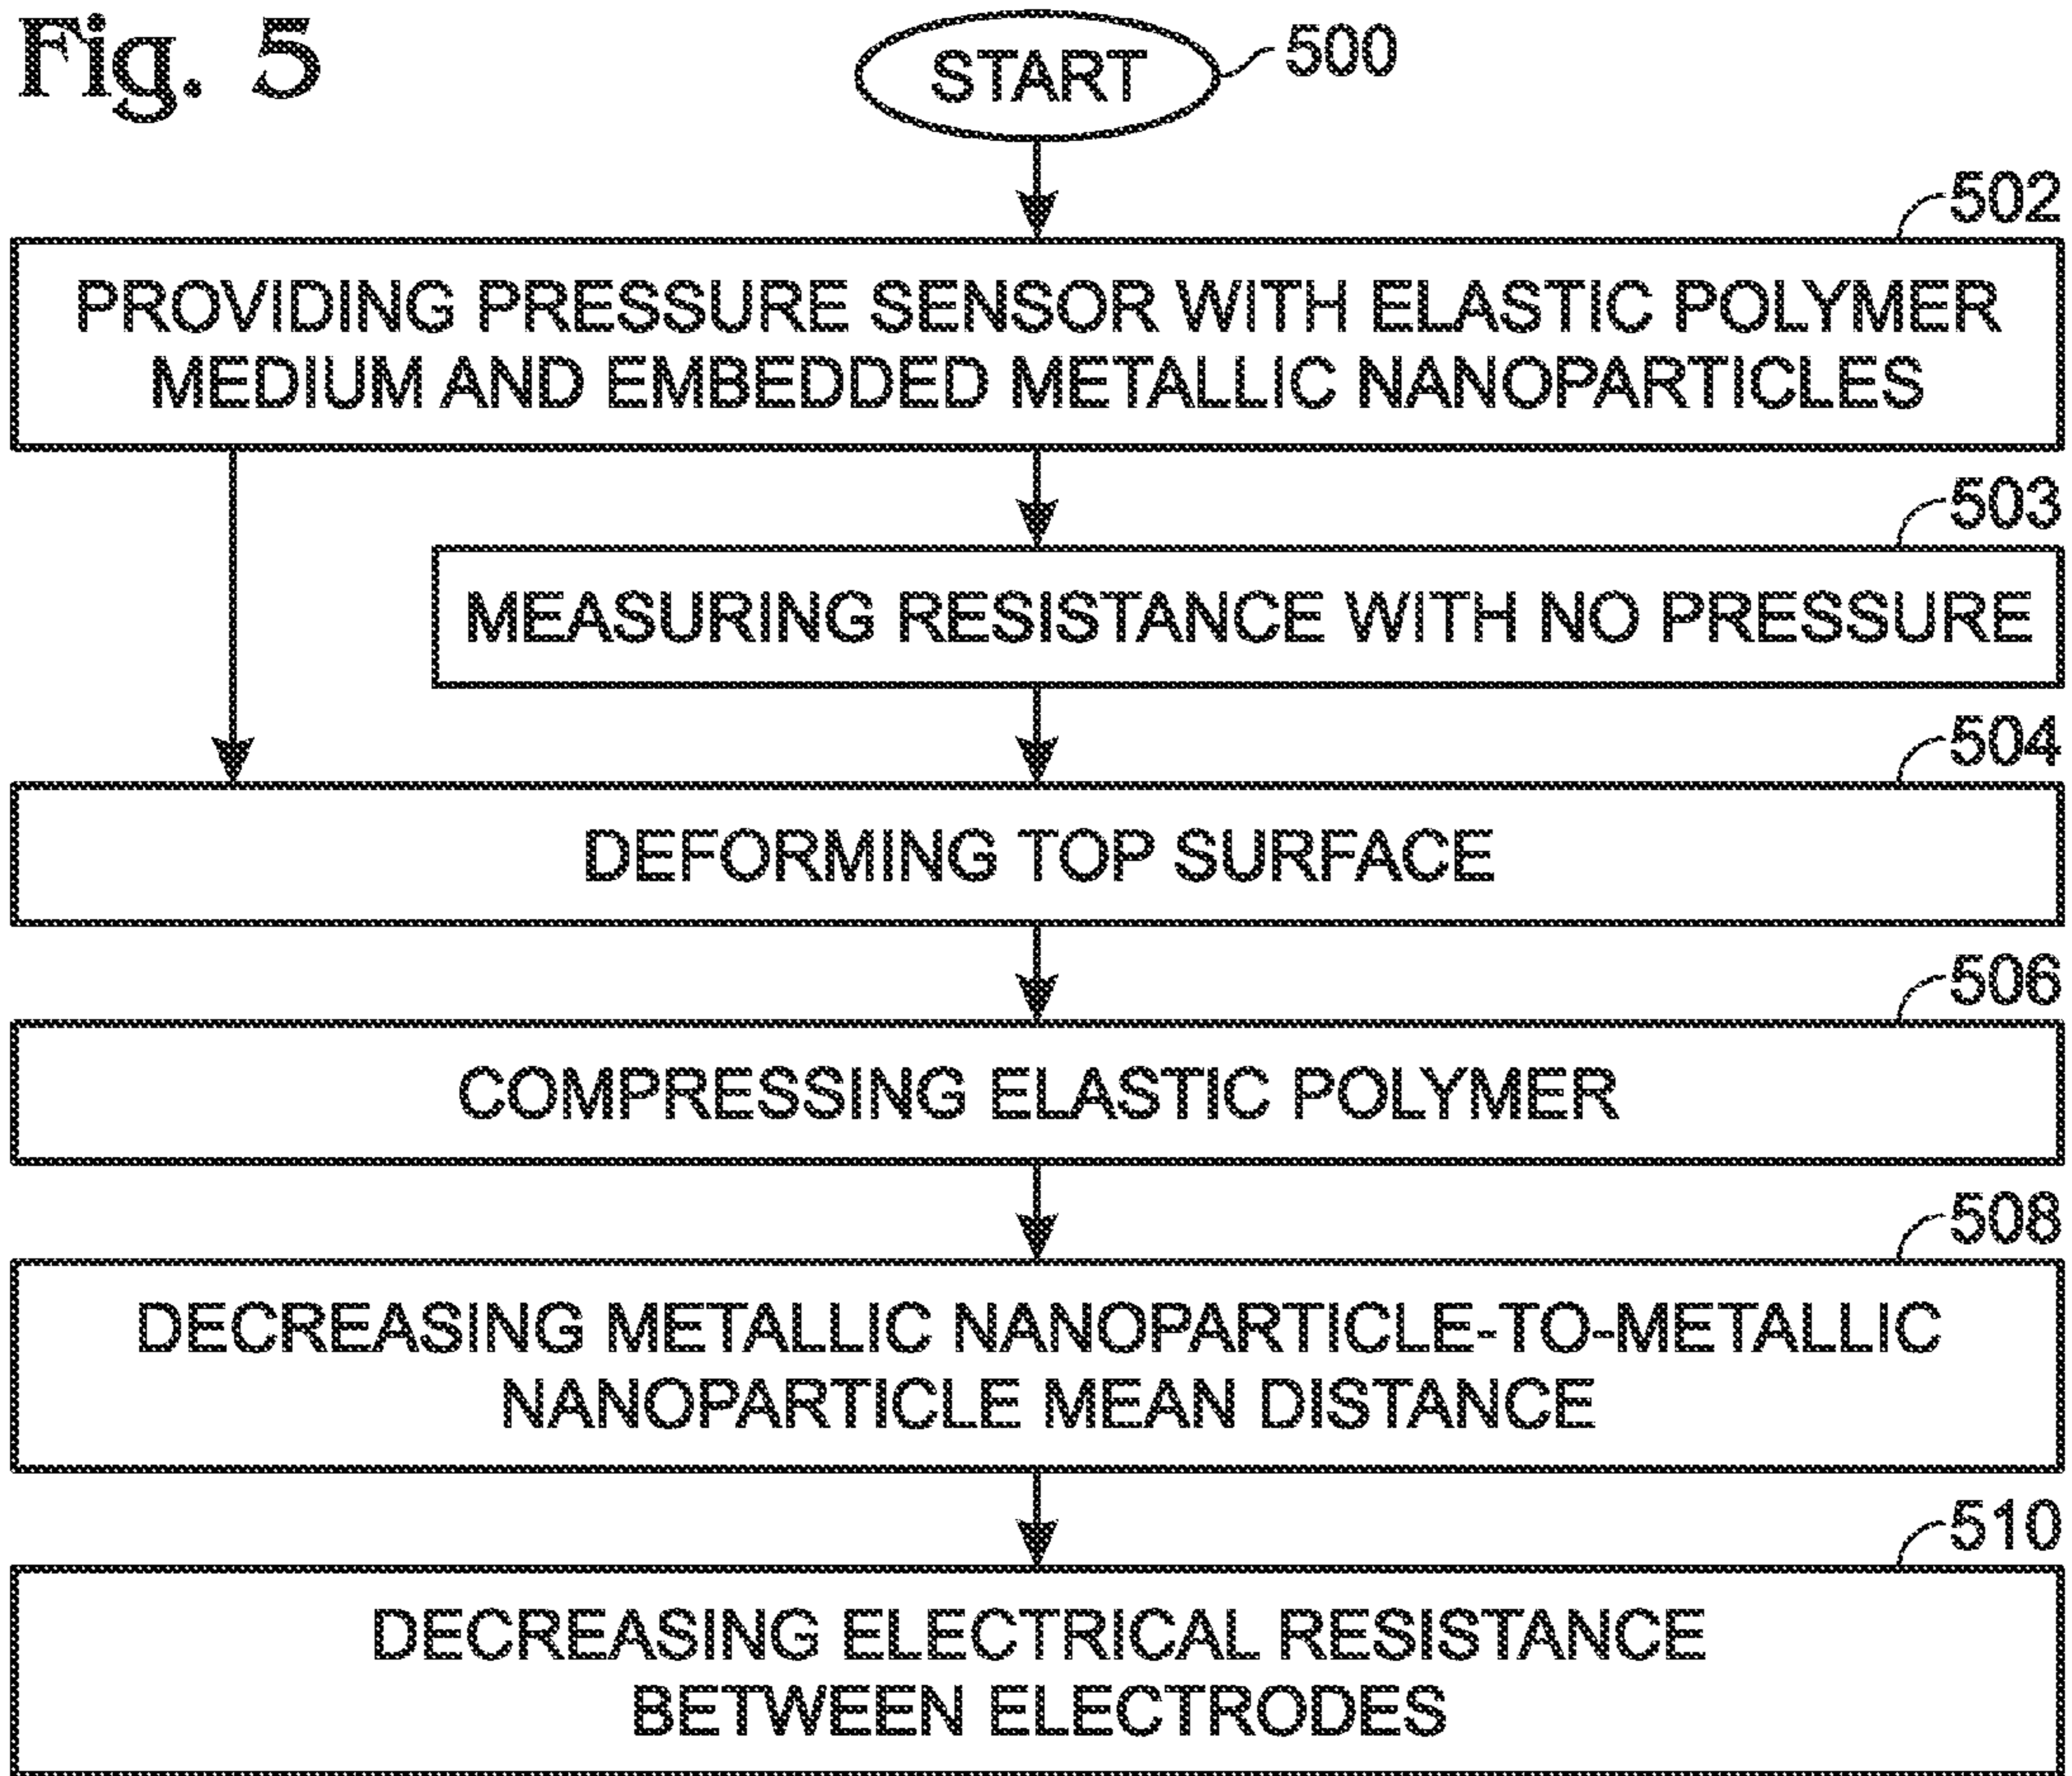 Fig. 5
START
500
502
PROVIDING PRESSURE SENSOR WITH ELASTIC POLYMER
MEDIUM AND EMBEDDED METALLIC NANOPARTICLES
503
MEASURING RESISTANCE WITH NO PRESSURE
504
DEFORMING TOP SURFACE
506
COMPRESSING ELASTIC POLYMER
508
DECREASING METALLIC NANOPARTICLE-TO-METALLIC
NANOPARTICLE MEAN DISTANCE
510
DECREASING ELECTRICAL RESISTANCE
BETWEEN ELECTRODES